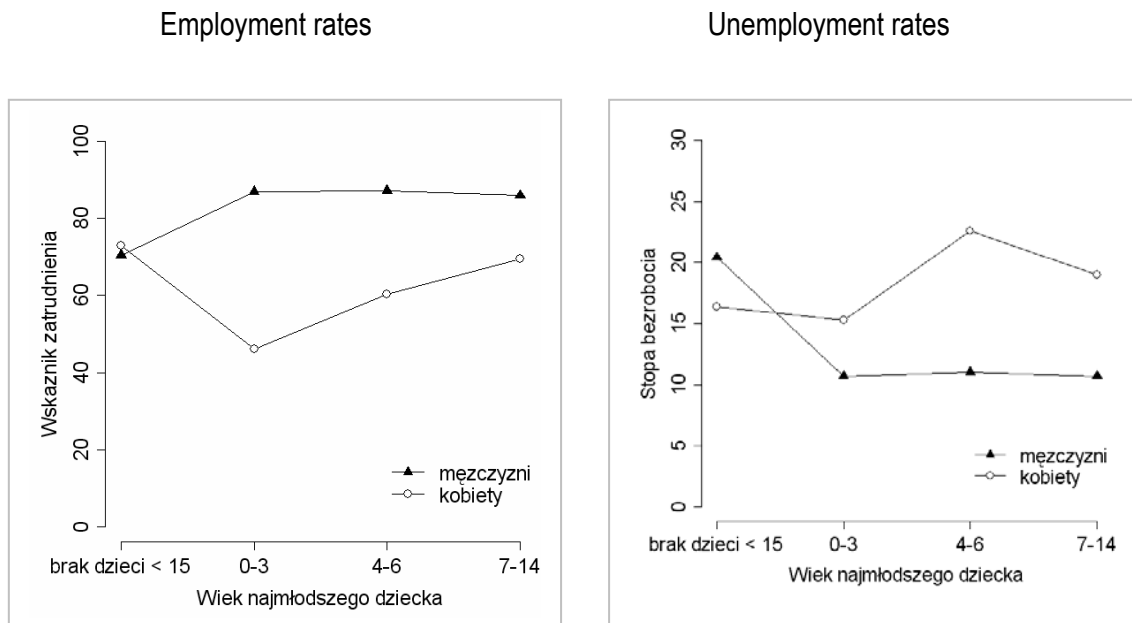 Employment rates
Unemployment rates
Wskaznik zatrudnienia
0
20
40
60
80
100
mężczyzni
kobiety
brak dzieci < 15
0-3
4-6
7-14
Wiek najmłodszego dziecka
Stopa bezrobocia
0
5
10
15
20
25
30
mężczyzni
kobiety
brak dzieci < 15
0-3
4-6
7-14
Wiek najmłodszego dziecka